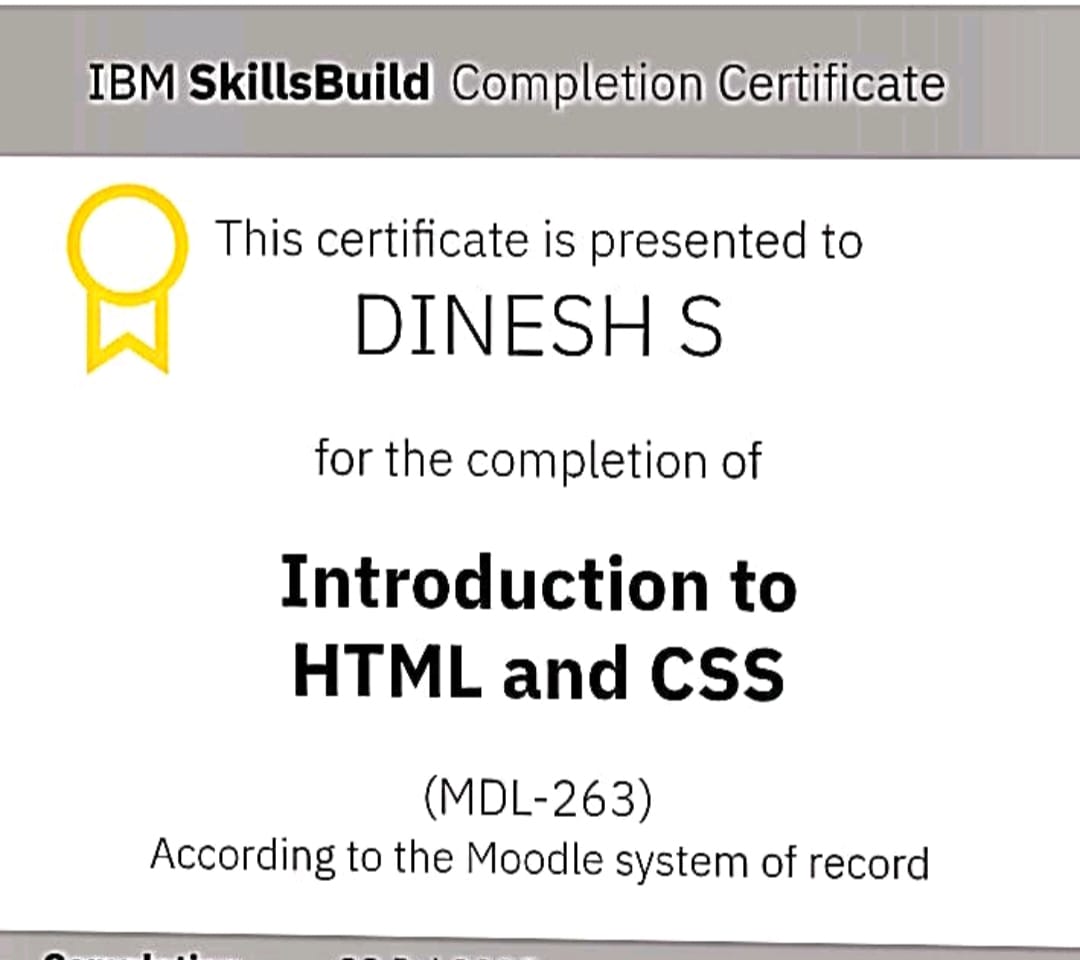 IBM SkillsBuild Completion Certificate
This certificate is presented to
DINESH S
for the completion of
Introduction to
HTML and CSS
(MDL-263)
According to the Moodle system of record